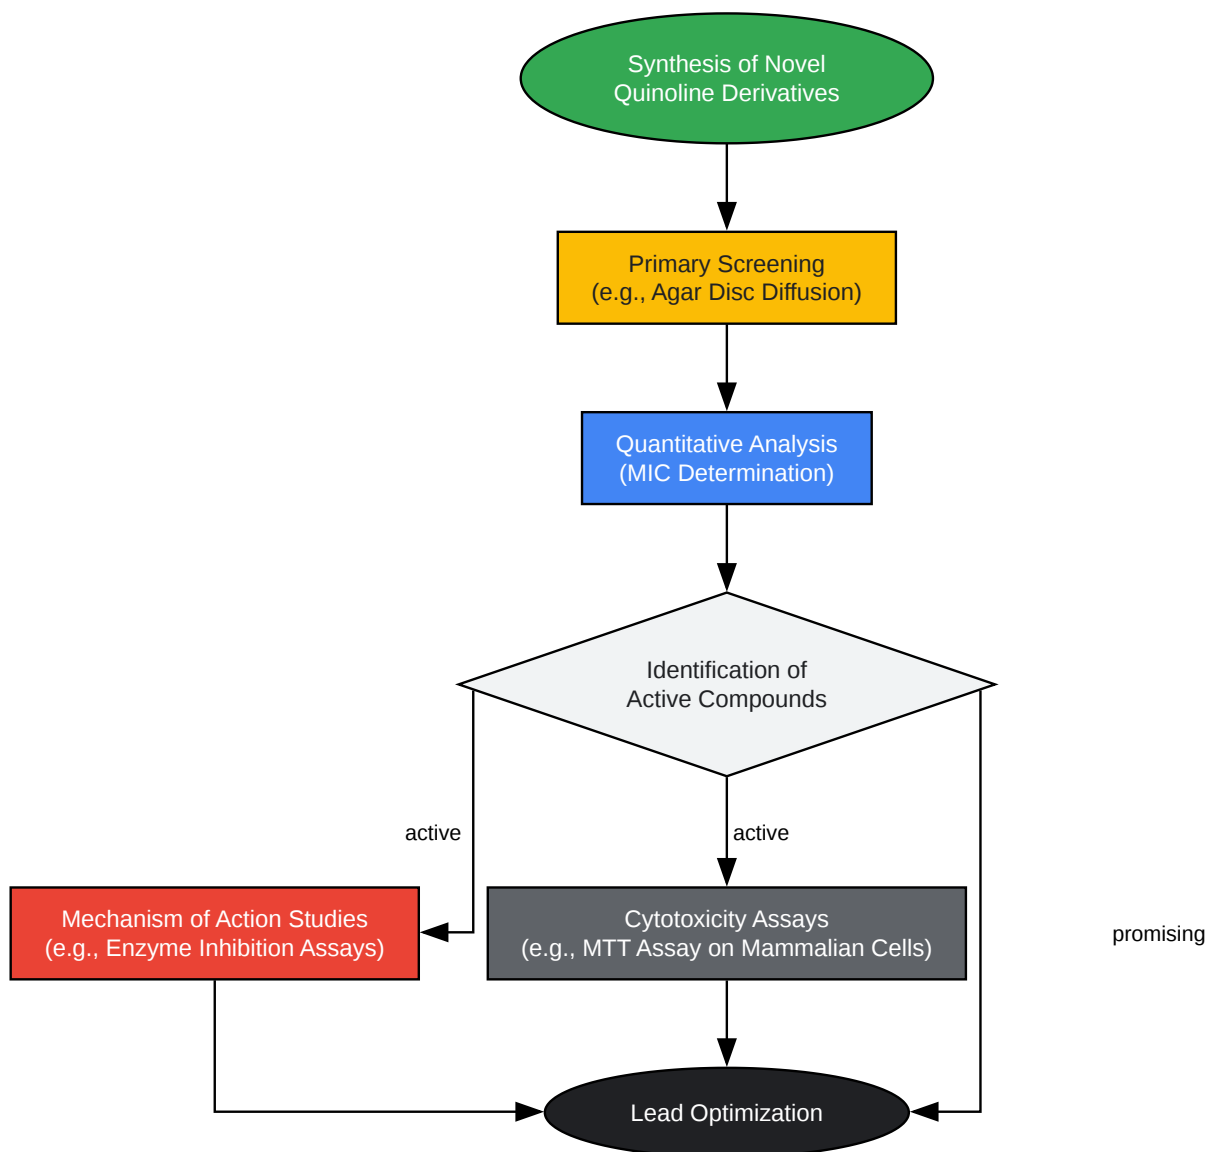 Synthesis of Novel
Quinoline Derivatives
Primary Screening
(e.g., Agar Disc Diffusion)
Quantitative Analysis
(MIC Determination)
Identification of
Active Compounds
active
active
Mechanism of Action Studies
(e.g., Enzyme Inhibition Assays)
Cytotoxicity Assays
(e.g., MTT Assay on Mammalian Cells)
promising
Lead Optimization